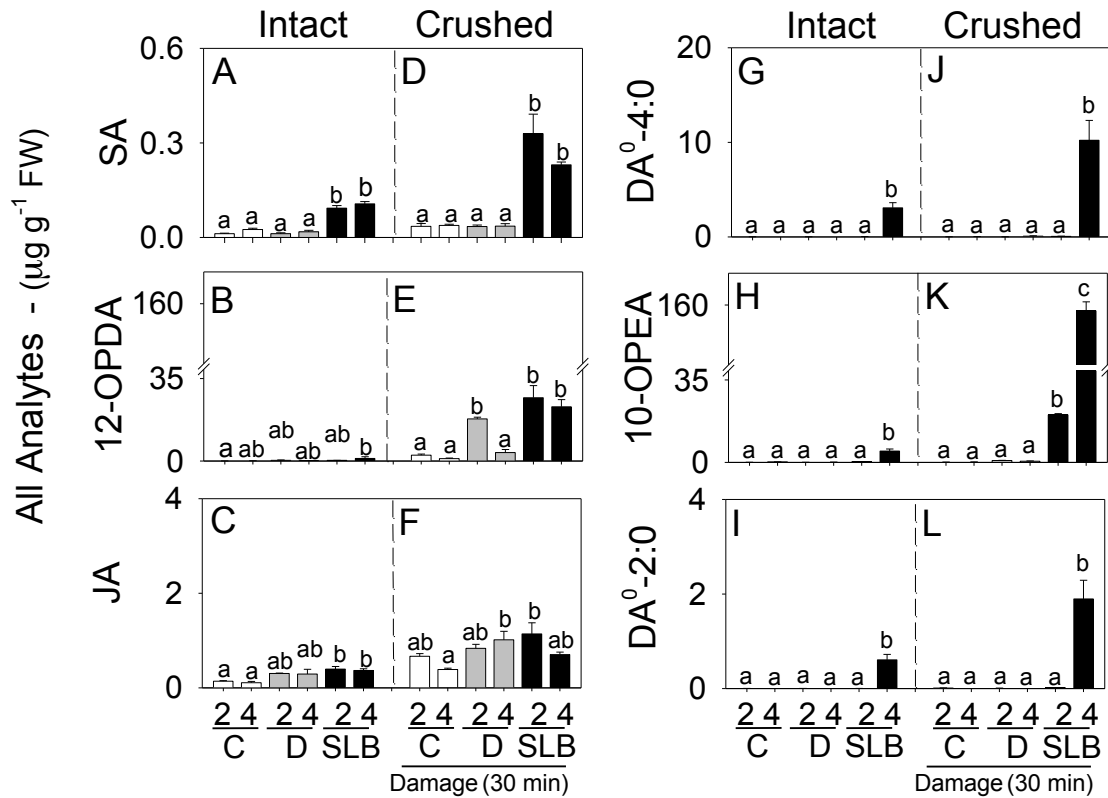 Intact Crushed Intact Crushed
All Analytes - (µg g⁻¹ FW)
SA
0.6
0.3
0.0
A
a a a a b b
D
a a a a b b
DA⁰-4:0
20
10
0
G
a a a a a b
J
a a a a a b
12-OPDA
160
35
0
B
a ab ab ab ab b
E
a a b a b b
10-OPEA
160
35
0
H
a a a a a b
K
a a a a b c
JA
4
2
0
C
a a ab ab b b
F
ab a ab b b ab
DA⁰-2:0
4
2
0
I
a a a a a b
L
a a a a a b
2 4 2 4 2 4 2 4 2 4 2 4 2 4 2 4 2 4 2 4 2 4 2 4
C D SLB C D SLB C D SLB C D SLB
Damage (30 min) Damage (30 min)